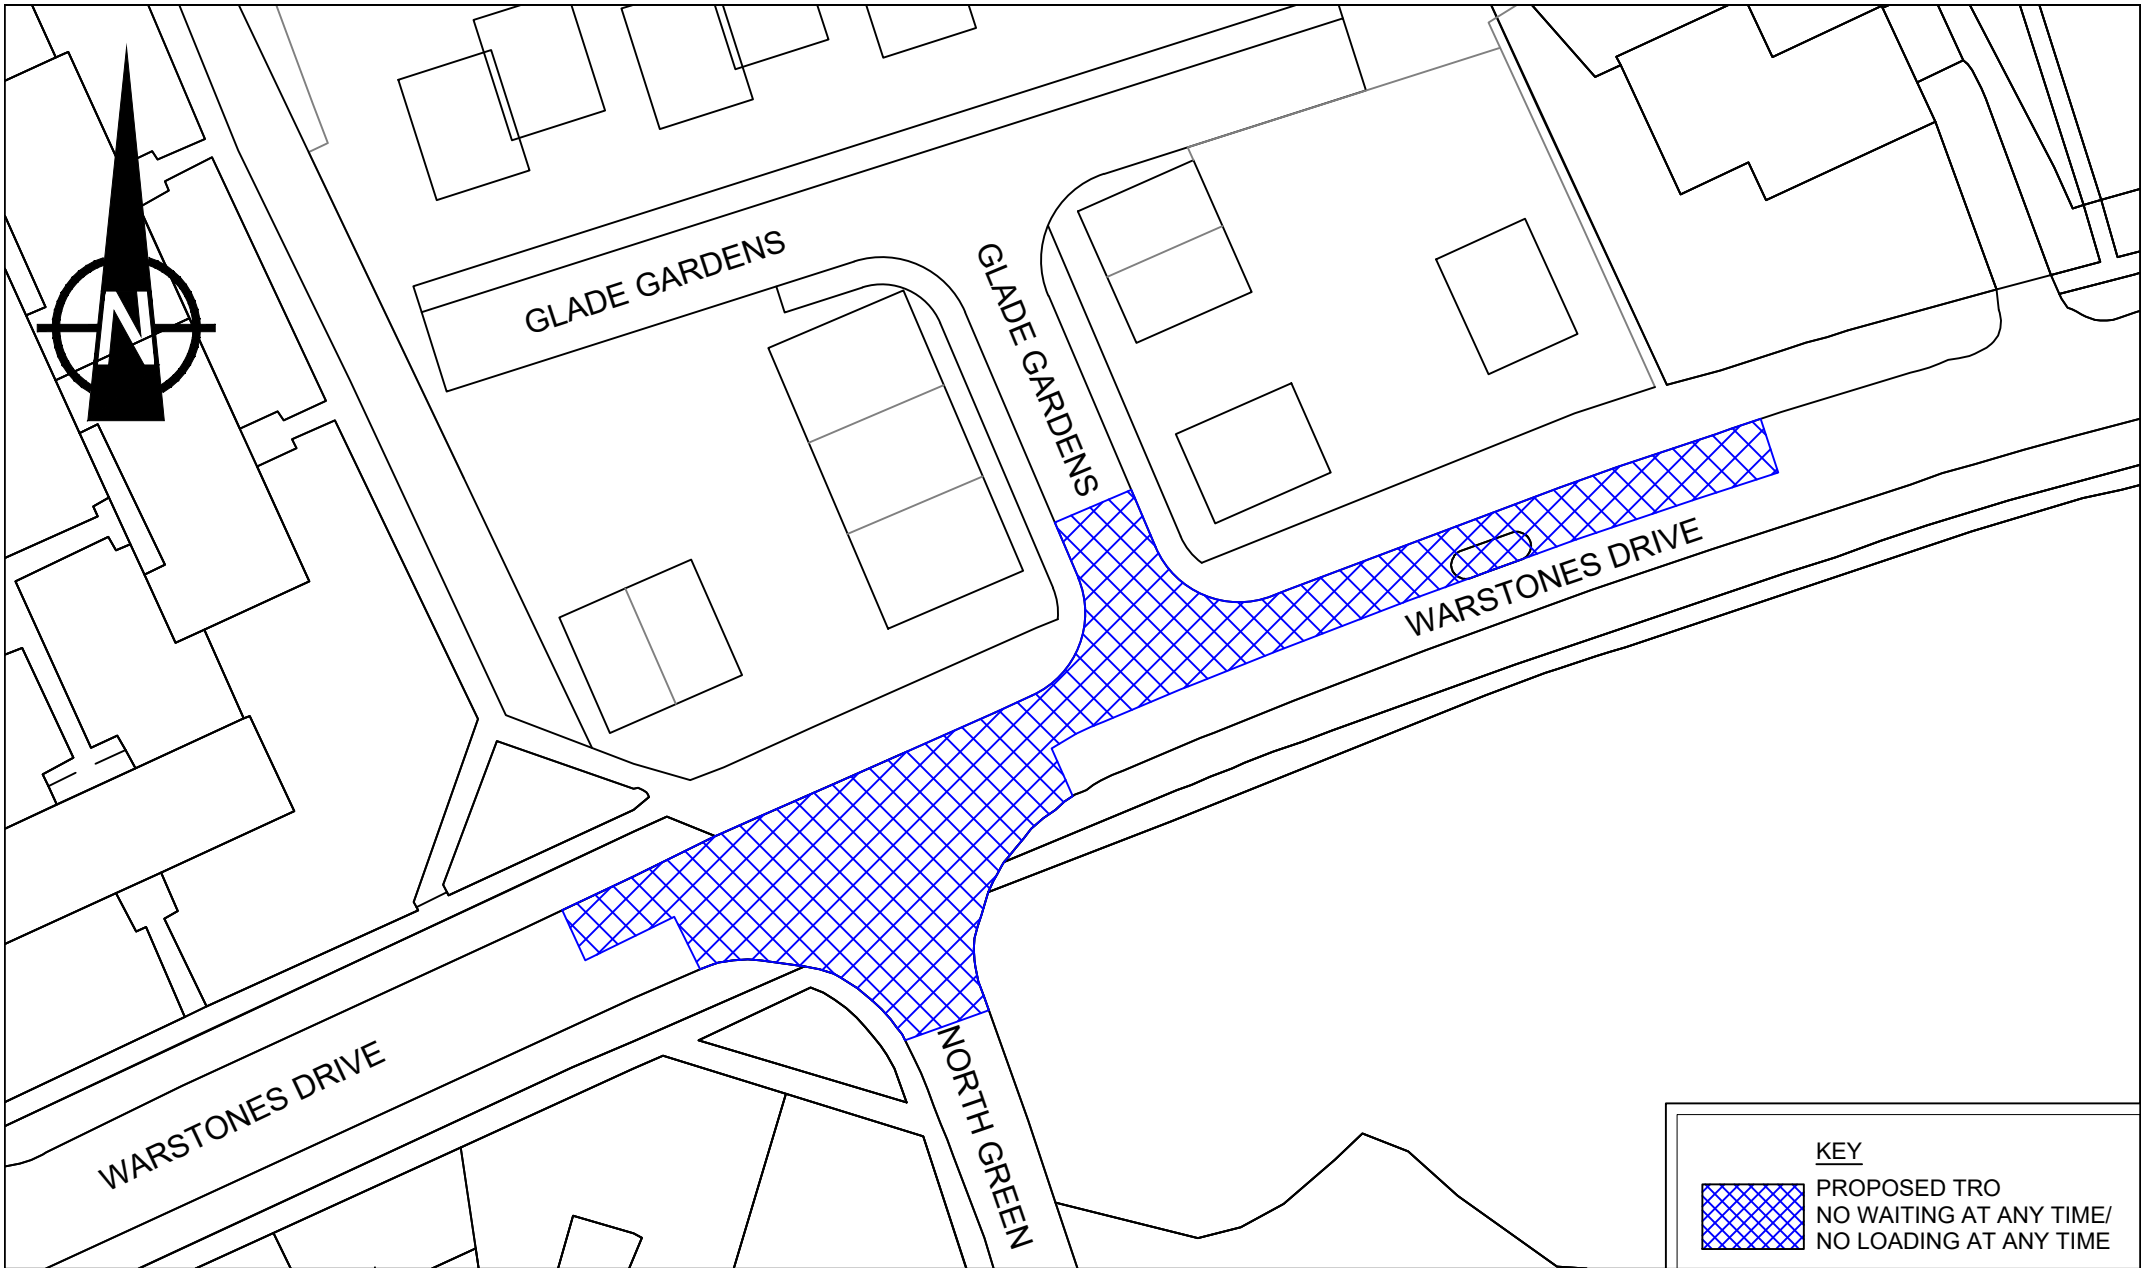 GLADE GARDENS
GLADE GARDENS
N
WARSTONES DRIVE
WARSTONES DRIVE
NORTH GREEN
KEY
PROPOSED TRO
NO WAITING AT ANY TIME/
NO LOADING AT ANY TIME